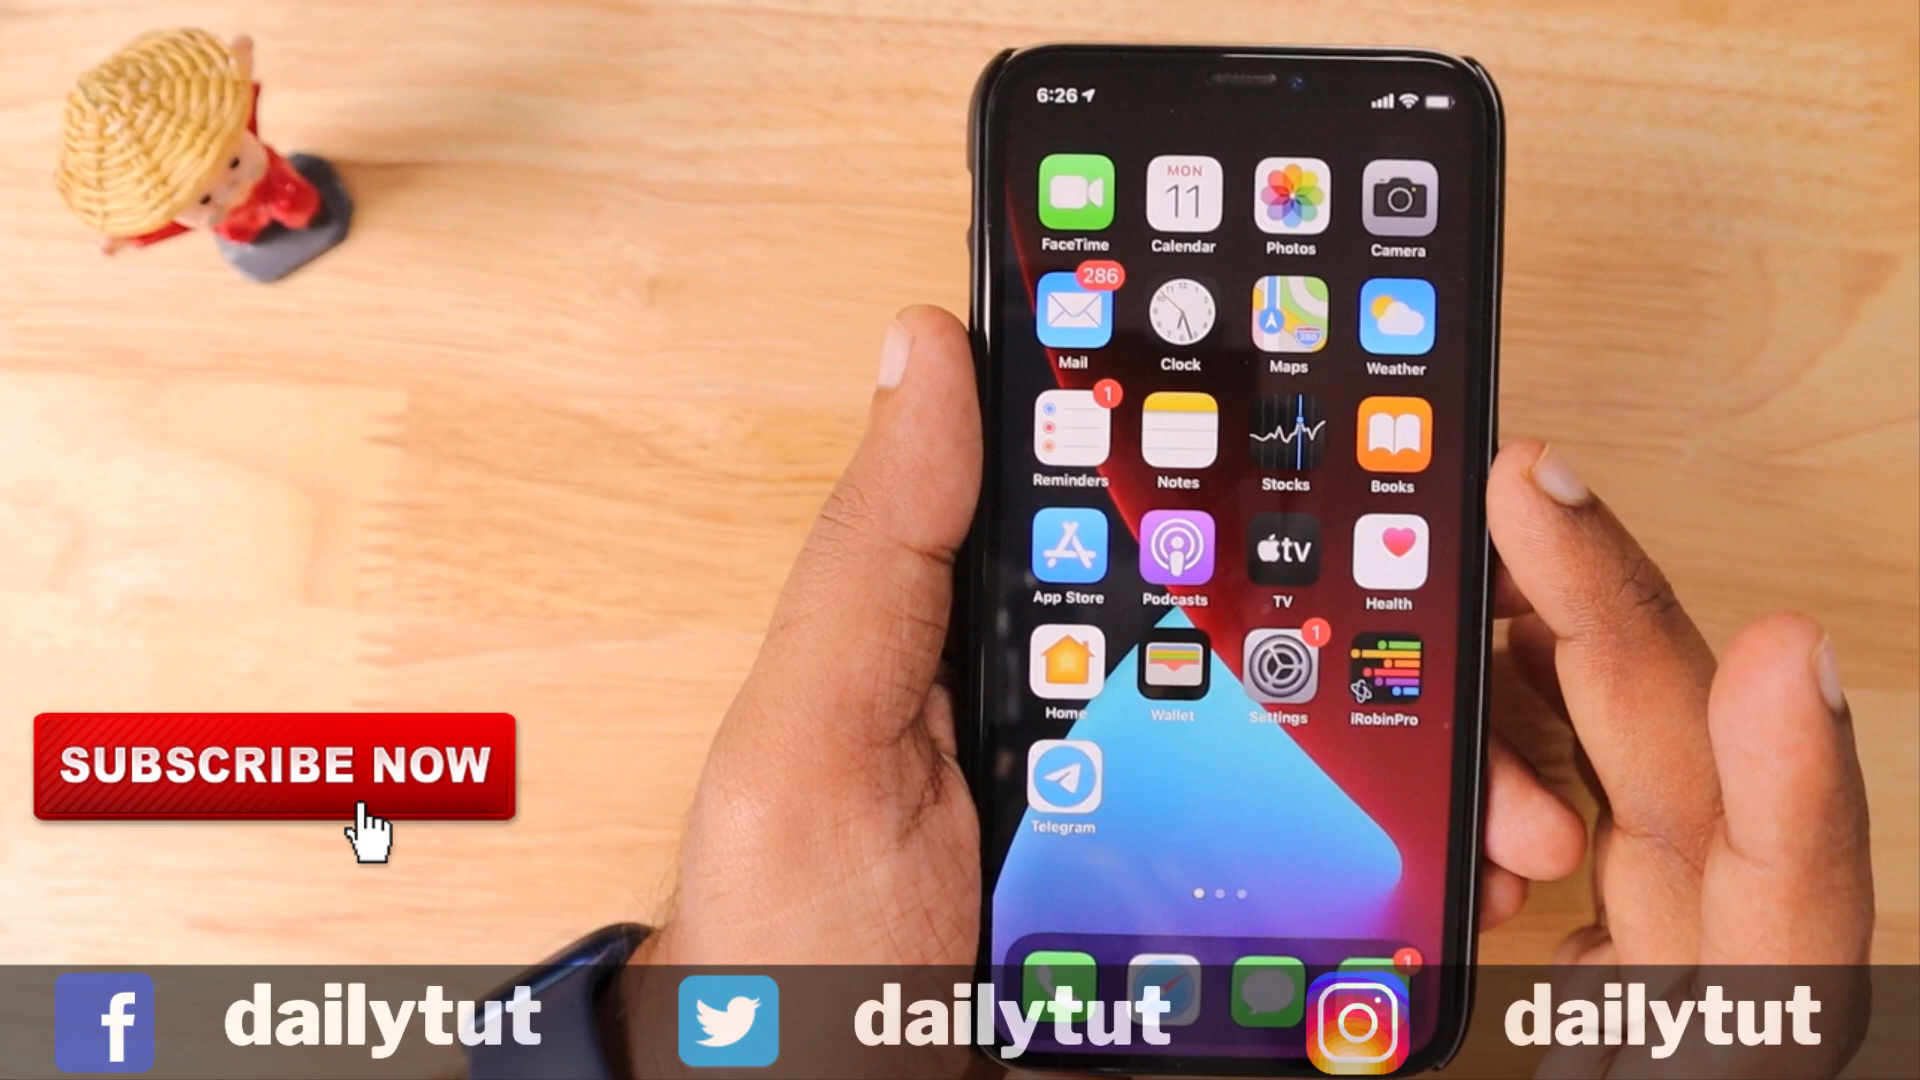 6:26
MON
11
FaceTime
Calendar
Photos
Camera
286
Mail
Clock
Maps
Weather
1
Reminders
Notes
Stocks
Books
tv
App Store
Podcasts
TV
Health
1
Home
Wallet
Settings
iRobinPro
Telegram
SUBSCRIBE NOW
1
f dailytut
dailytut
dailytut